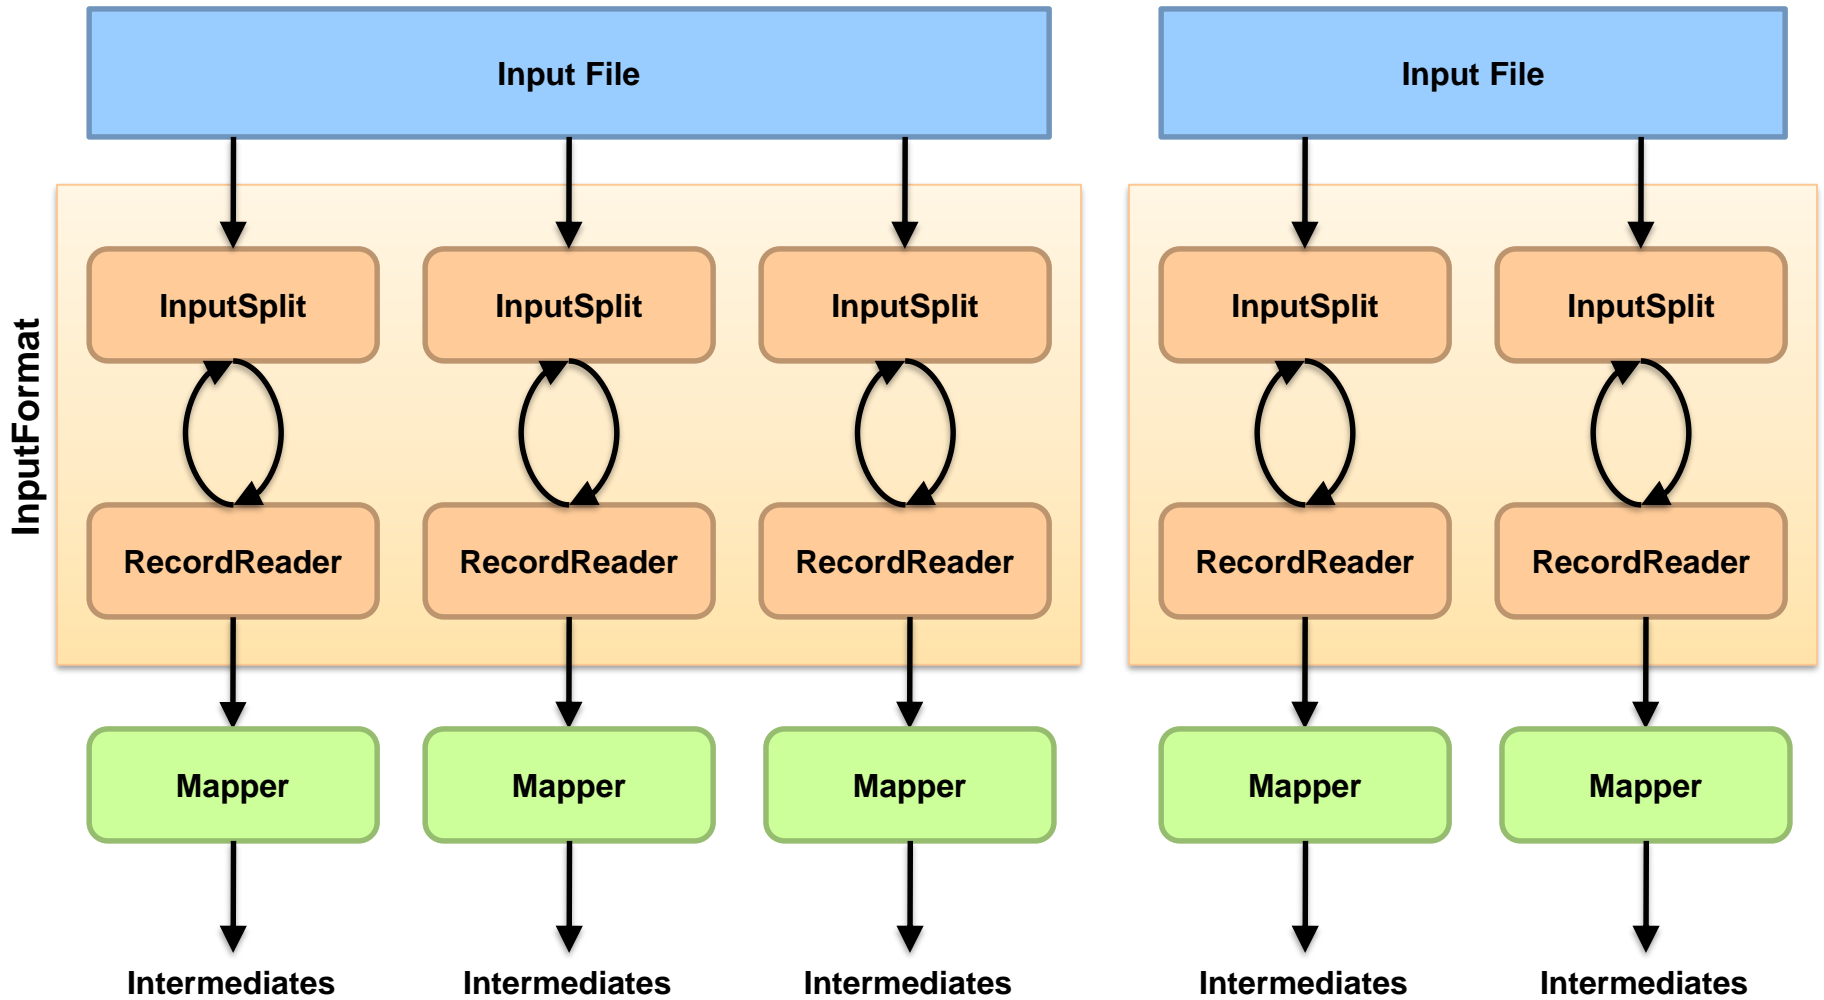 Input File
Input File
InputFormat
InputSplit
InputSplit
InputSplit
InputSplit
InputSplit
RecordReader
RecordReader
RecordReader
RecordReader
RecordReader
Mapper
Mapper
Mapper
Mapper
Mapper
Intermediates
Intermediates
Intermediates
Intermediates
Intermediates